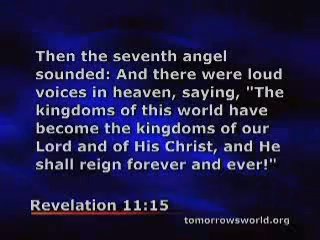 Then the seventh angel
sounded: And there were loud
voices in heaven, saying, "The
kingdoms of this world have
become the kingdoms of our
Lord and of His Christ, and He
shall reign forever and ever!"
Revelation 11:15
tomorrowsworld.org